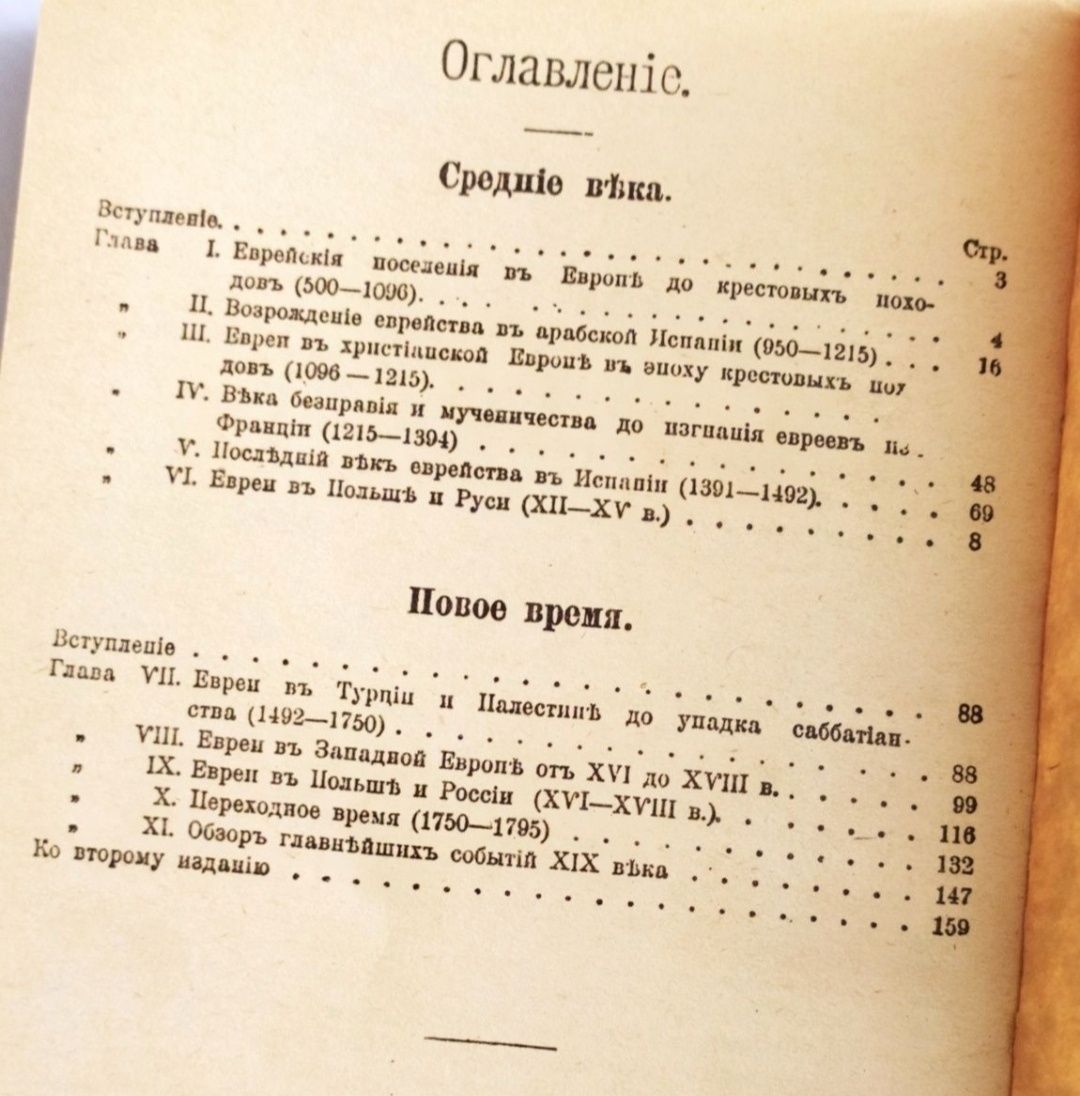 Оглавленіе.
Средніе вѣка.
Стр.
Вступленіе. . . . . . . . . . . . . . . . . . . . 3
Глава I. Еврейскія поселенія въ Европѣ до крестовыхъ похо-
довъ (500—1096). . . . . . . . . . . . . . . 4
„ II. Возрожденіе еврейства въ арабской Испаніи (950—1215) . . . 16
„ III. Евреи въ христіанской Европѣ въ эпоху крестовыхъ
довъ (1096—1215). . . . . . . . . . . . .
„ IV. Вѣка безправія и мученичества до изгнанія евреевъ
Франціи (1215—1394) . . . . . . . . . . . . 48
„ V. Послѣдній вѣкъ еврейства въ Испаніи (1391—1492). . . . . 69
„ VI. Евреи въ Польшѣ и Руси (XII—XV в.) . . . . . . . . . 8
Новое время.
Вступленіе . . . . . . . . . . . . . . . . . . . 88
Глава VII. Евреи въ Турціи и Палестинѣ до упадка саббатіан-
ства (1492—1750) . . . . . . . . . . . . . . 88
„ VIII. Евреи въ Западной Европѣ отъ XVI до XVIII в. . . . . . 99
„ IX. Евреи въ Польшѣ и Россіи (XVI—XVIII в.). . . . . . . 116
„ X. Переходное время (1750—1795) . . . . . . . . . . . 132
„ XI. Обзоръ главнѣйшихъ событій XIX вѣка . . . . . . . . 147
Ко второму изданію . . . . . . . . . . . . . . . . . 159